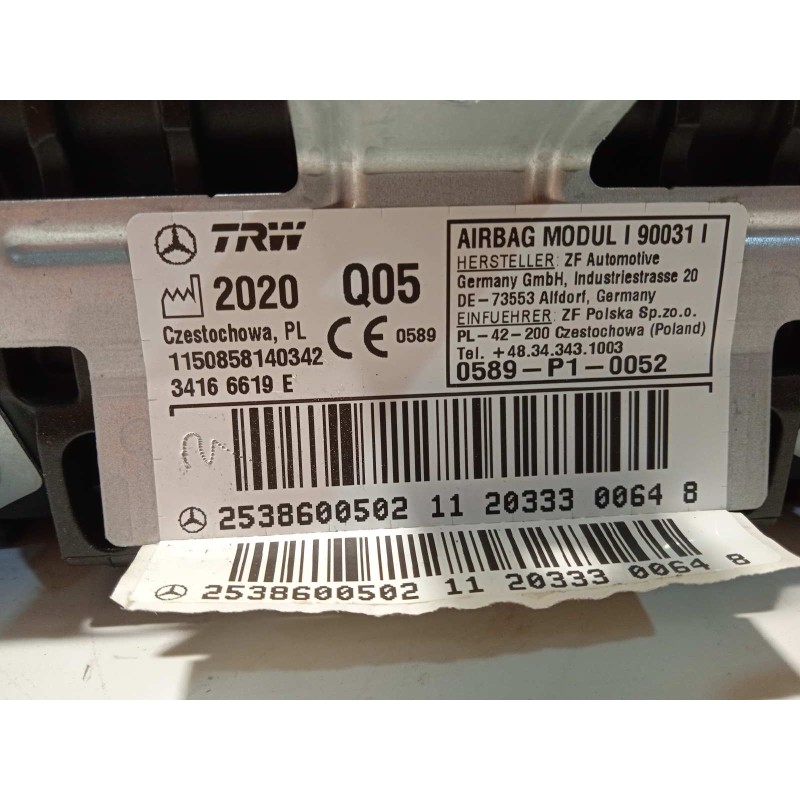 TRW
2020 Q05
Czestochowa, PL
CE 0589
1150858140342
3416 6619 E
AIRBAG MODUL I 90031 I
HERSTELLER: ZF Automotive
Germany GmbH, Industriestrasse 20
DE-73553 Alfdorf, Germany
EINFUEHRER: ZF Polska Sp.zo.o.
PL-42-200 Czestochowa (Poland)
Tel. +48.34.343.1003
0589-P1-0052
2538600502 11 20333 0064 8
2538600502 11 20333 0064 8